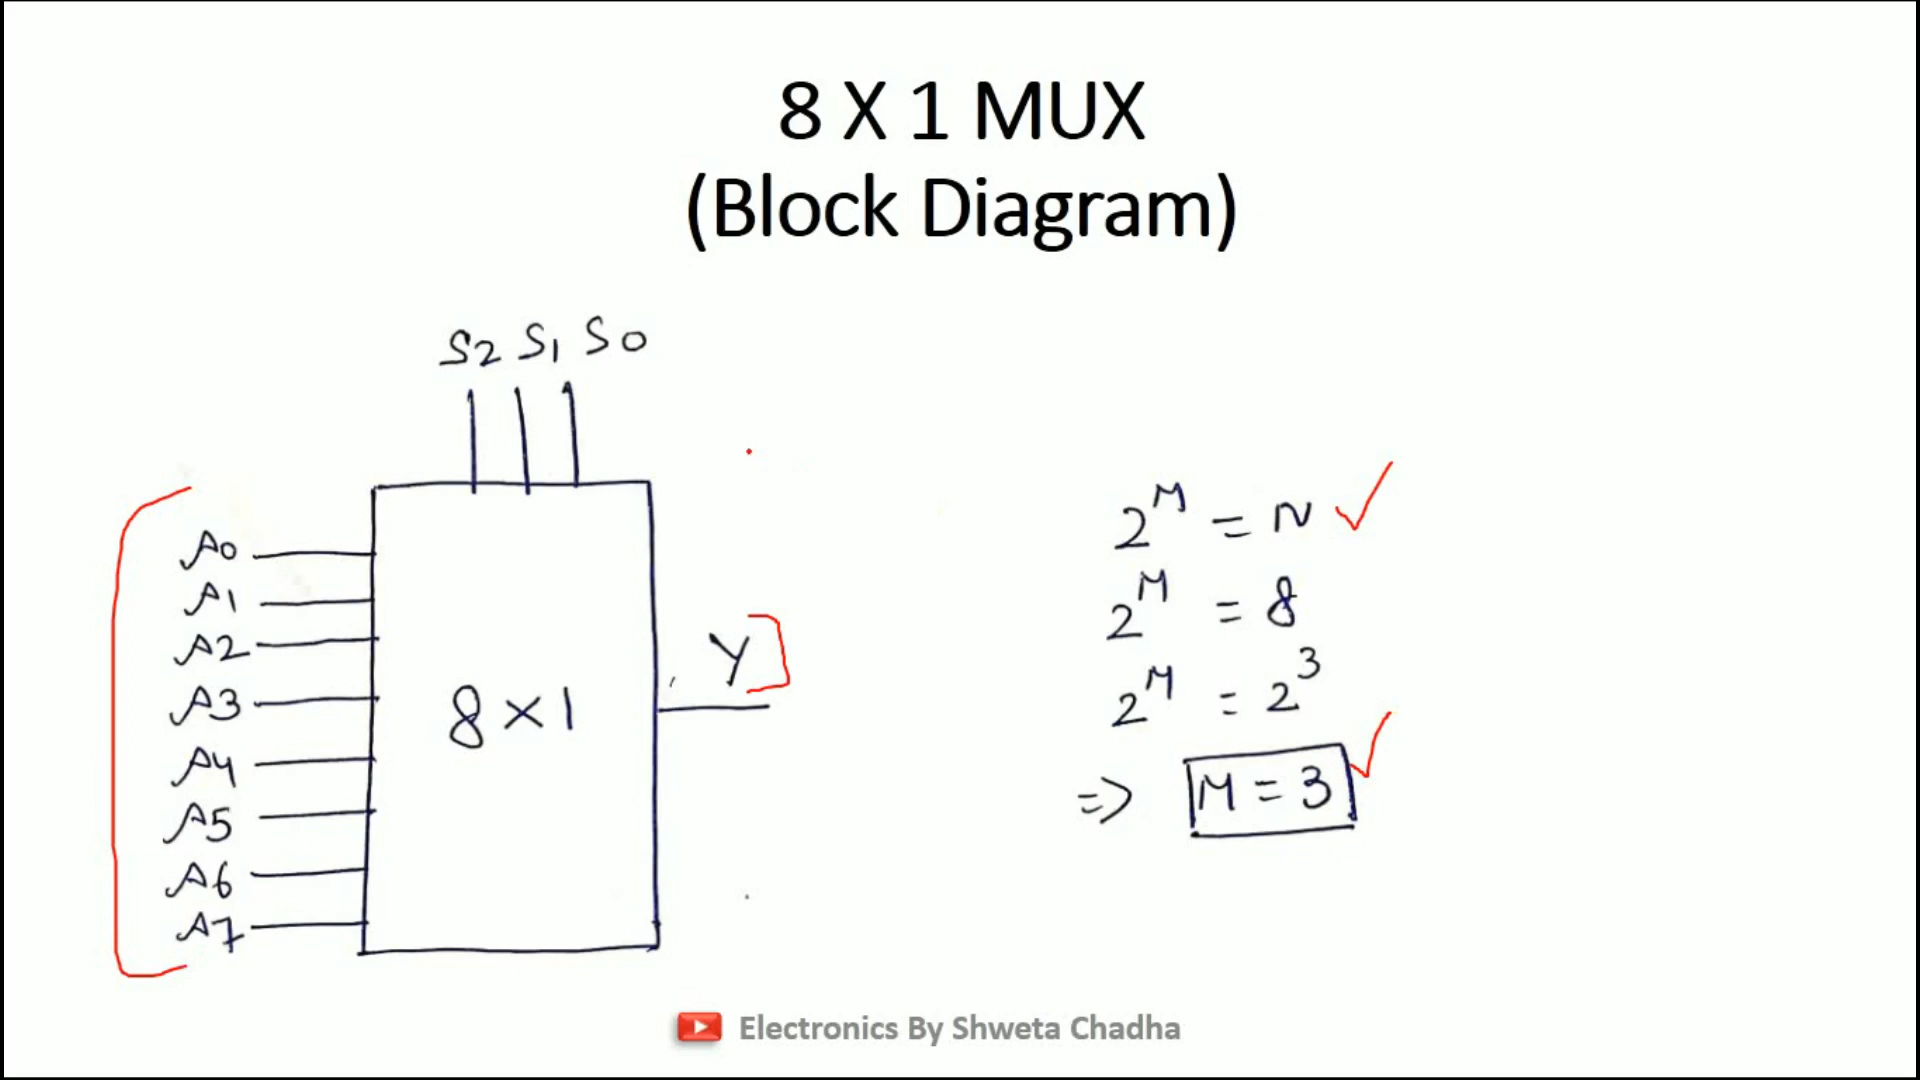 8 X 1 MUX
(Block Diagram)
S2 S1 S0
A0
A1
A2
A3
A4
A5
A6
A7
8×1
Y
2^M = N ✓
2^M = 8
2^M = 2^3
=> M = 3 ✓
Electronics By Shweta Chadha